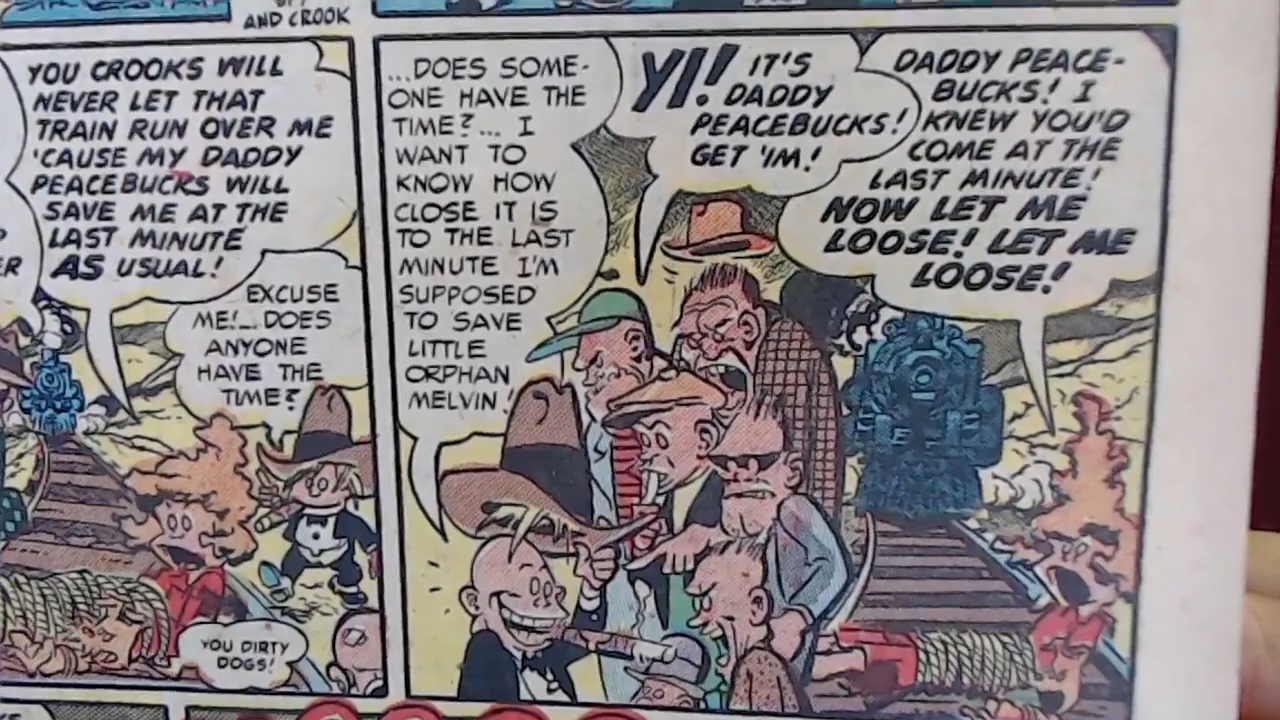 AND CROOK
YOU CROOKS WILL
NEVER LET THAT
TRAIN RUN OVER ME
'CAUSE MY DADDY
PEACEBUCKS WILL
SAVE ME AT THE
LAST MINUTE
AS USUAL!
EXCUSE
ME!... DOES
ANYONE
HAVE THE
TIME?
YOU DIRTY
DOGS!
...DOES SOME-
ONE HAVE THE
TIME?... I
WANT TO
KNOW HOW
CLOSE IT IS
TO THE LAST
MINUTE I'M
SUPPOSED
TO SAVE
LITTLE
ORPHAN
MELVIN!
YI! IT'S
DADDY
PEACEBUCKS!
GET 'IM!
DADDY PEACE-
BUCKS! I
KNEW YOU'D
COME AT THE
LAST MINUTE!
NOW LET ME
LOOSE! LET ME
LOOSE!